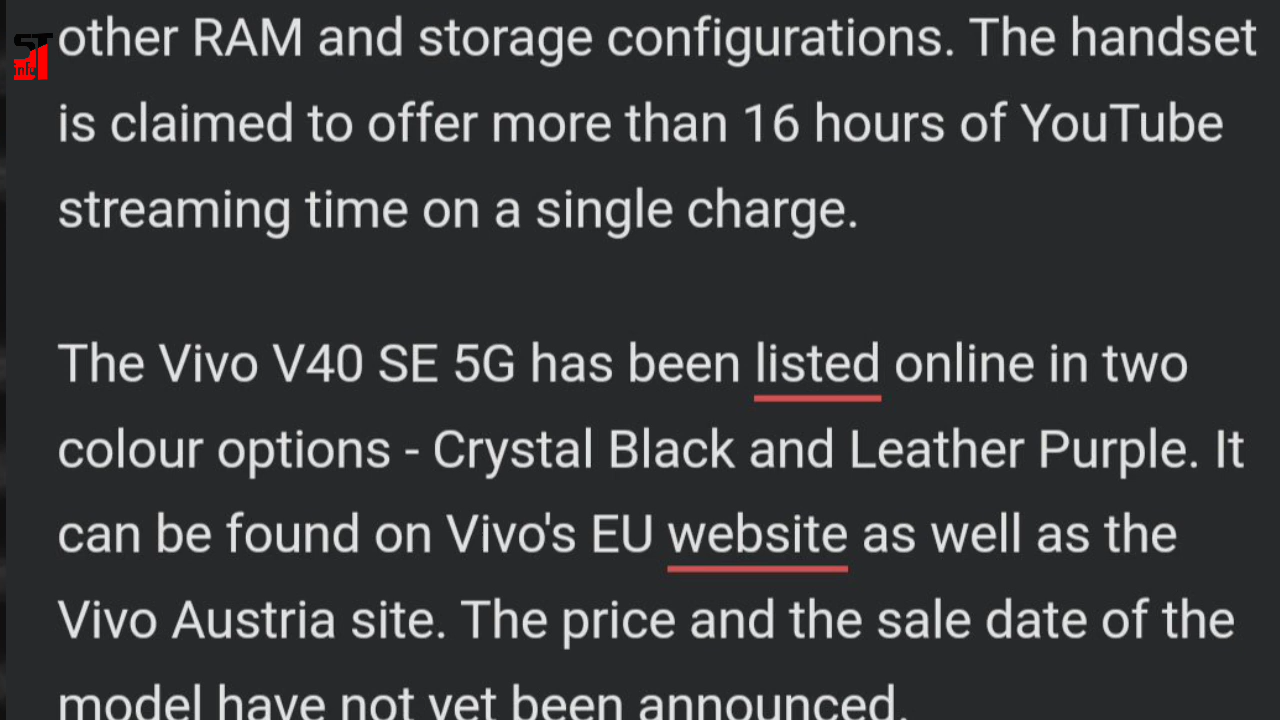 ST
info
other RAM and storage configurations. The handset
is claimed to offer more than 16 hours of YouTube
streaming time on a single charge.
The Vivo V40 SE 5G has been listed online in two
colour options - Crystal Black and Leather Purple. It
can be found on Vivo's EU website as well as the
Vivo Austria site. The price and the sale date of the
model have not yet been announced.